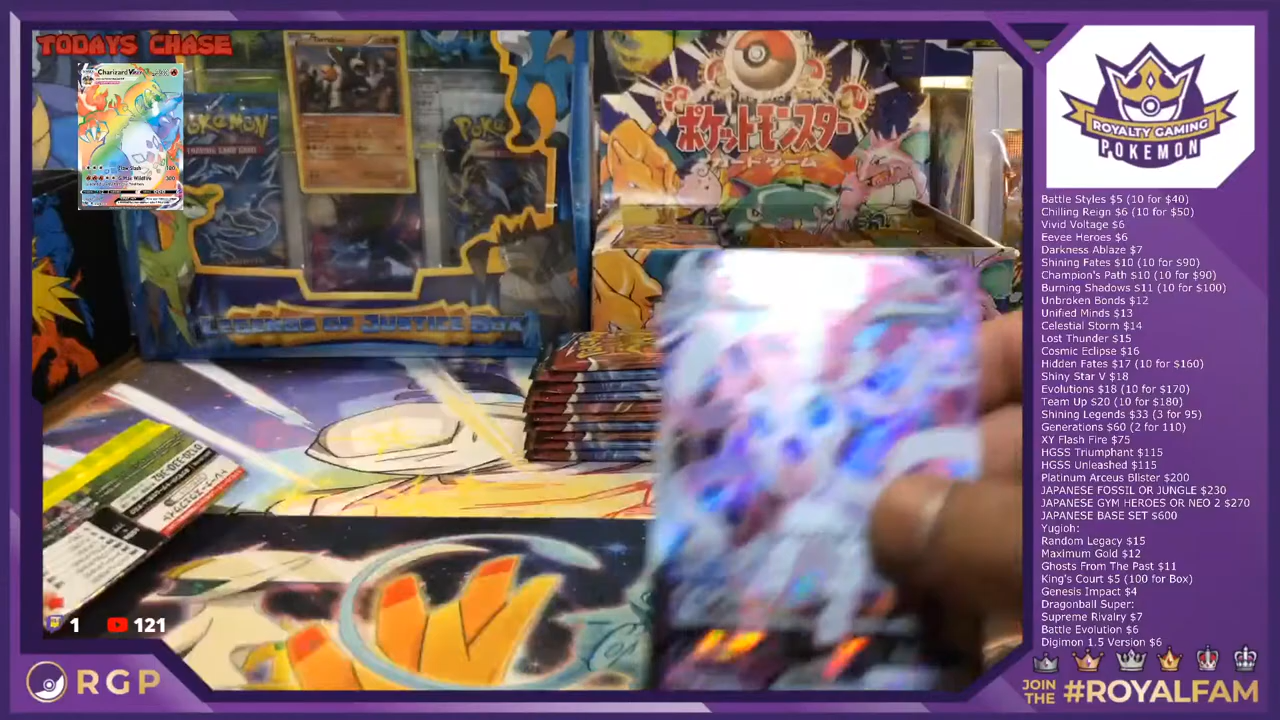 TODAYS CHASE
Charizard
G-Max Wildfire
POKEMON
LEGENDS OF JUSTICE BOX
ポケットモンスター
カードゲーム
1
121
RGP
ROYALTY GAMING
POKEMON
Battle Styles $5 (10 for $40)
Chilling Reign $6 (10 for $50)
Vivid Voltage $6
Eevee Heroes $6
Darkness Ablaze $7
Shining Fates $10 (10 for $90)
Champion's Path $10 (10 for $90)
Burning Shadows $11 (10 for $100)
Unbroken Bonds $12
Unified Minds $13
Celestial Storm $14
Lost Thunder $15
Cosmic Eclipse $16
Hidden Fates $17 (10 for $160)
Shiny Star V $18
Evolutions $18 (10 for $170)
Team Up $20 (10 for $180)
Shining Legends $33 (3 for 95)
Generations $60 (2 for 110)
XY Flash Fire $75
HGSS Triumphant $115
HGSS Unleashed $115
Platinum Arceus Blister $200
JAPANESE FOSSIL OR JUNGLE $230
JAPANESE GYM HEROES OR NEO 2 $270
JAPANESE BASE SET $600
Yugioh:
Random Legacy $15
Maximum Gold $12
Ghosts From The Past $11
King's Court $5 (100 for Box)
Genesis Impact $4
Dragonball Super:
Supreme Rivalry $7
Battle Evolution $6
Digimon 1.5 Version $6
JOIN
THE
#ROYALFAM